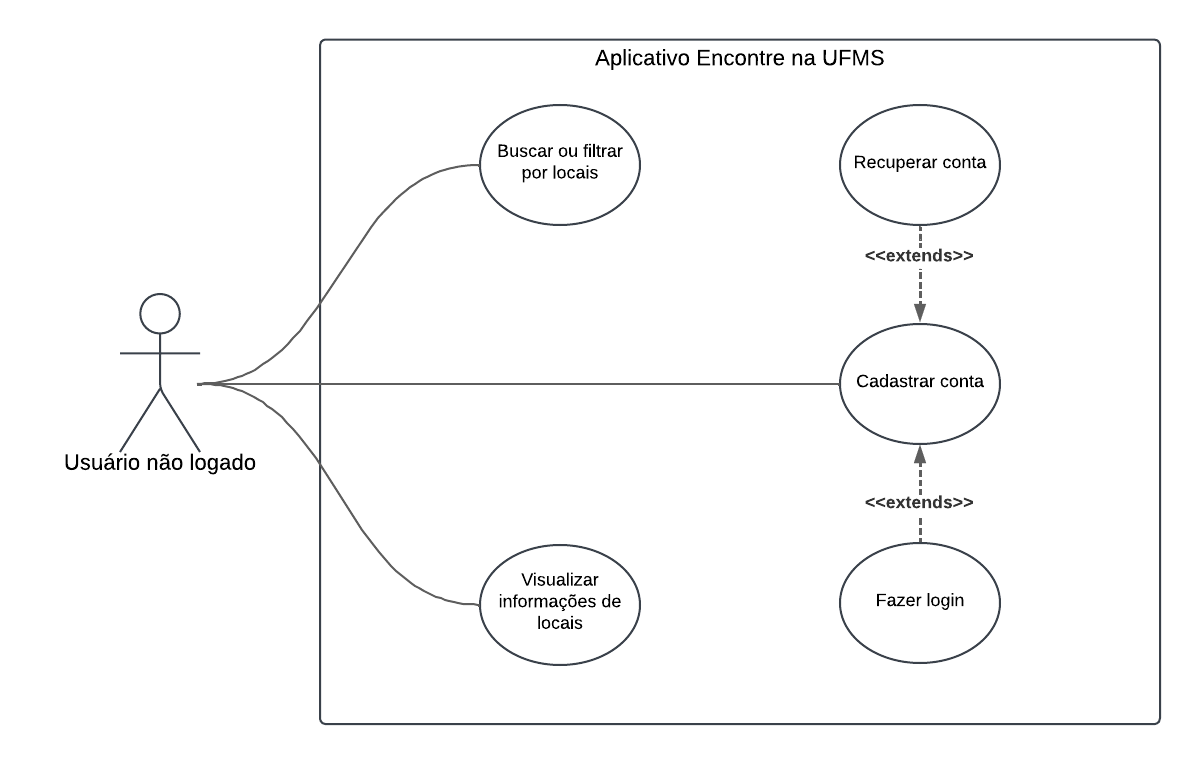 Aplicativo Encontre na UFMS
Buscar ou filtrar
por locais
Recuperar conta
<<extends>>
Cadastrar conta
Usuário não logado
<<extends>>
Visualizar
informações de
locais
Fazer login